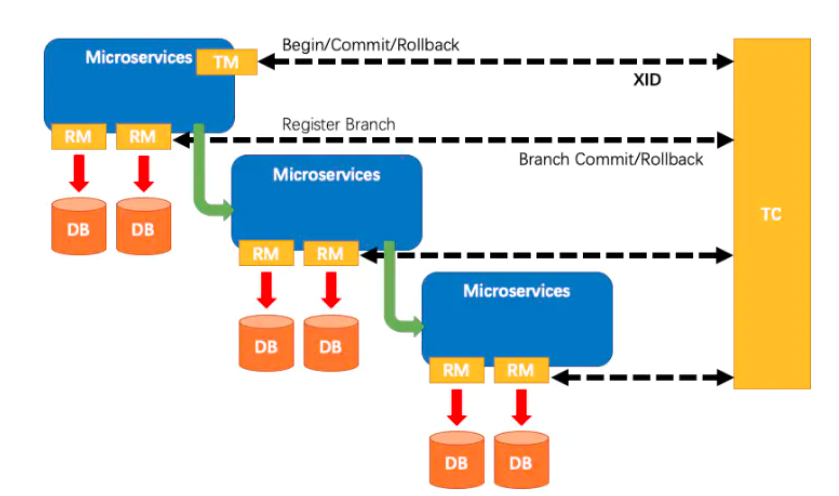 Begin/Commit/Rollback
Microservices
TM
XID
RM
RM
Register Branch
Branch Commit/Rollback
Microservices
TC
DB
DB
RM
RM
Microservices
DB
DB
RM
RM
DB
DB